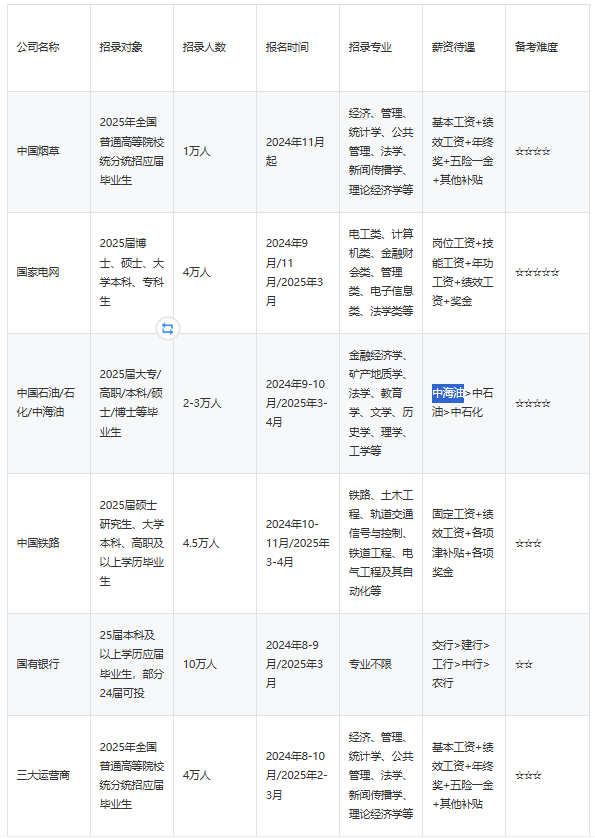 公司名称
招录对象
招录人数
报名时间
招录专业
薪资待遇
备考难度
中国烟草
2025年全国
普通高等院校
统分统招应届
毕业生
1万人
2024年11月
起
经济、管理、
统计学、公共
管理、法学、
新闻传播学、
理论经济学等
基本工资+绩
效工资+年终
奖+五险一金
+其他补贴
☆☆☆☆
国家电网
2025届博
士、硕士、大
学本科、专科
生
4万人
2024年9
月/11
月/2025年3
月
电工类、计算
机类、金融财
会类、管理
类、电子信息
类、法学类等
岗位工资+技
能工资+年功
工资+绩效工
资+奖金
☆☆☆☆☆
中国石油/石
化/中海油
2025届大专/
高职/本科/硕
士/博士等毕
业生
2-3万人
2024年9-10
月/2025年3-
4月
金融经济学、
矿产地质学、
法学、教育
学、文学、历
史学、理学、
工学等
中海油>中石
油>中石化
☆☆☆☆
中国铁路
2025届硕士
研究生、大学
本科、高职及
以上学历毕业
生
4.5万人
2024年10-
11月/2025年
3-4月
铁路、土木工
程、轨道交通
信号与控制、
铁道工程、电
气工程及其自
动化等
固定工资+绩
效工资+各项
津补贴+各项
奖金
☆☆☆
国有银行
25届本科及
以上学历应届
毕业生，部分
24届可投
10万人
2024年8-9
月/2025年3
月
专业不限
交行>建行>
工行>中行>
农行
☆☆
三大运营商
2025年全国
普通高等院校
统分统招应届
毕业生
4万人
2024年8-10
月/2025年2-
3月
经济、管理、
统计学、公共
管理、法学、
新闻传播学、
理论经济学等
基本工资+绩
效工资+年终
奖+五险一金
+其他补贴
☆☆☆